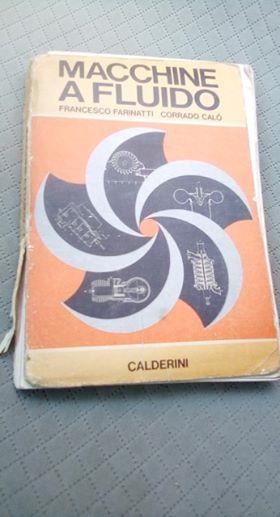 MACCHINE
A FLUIDO
FRANCESCO FARINATTI CORRADO CALÒ
CALDERINI